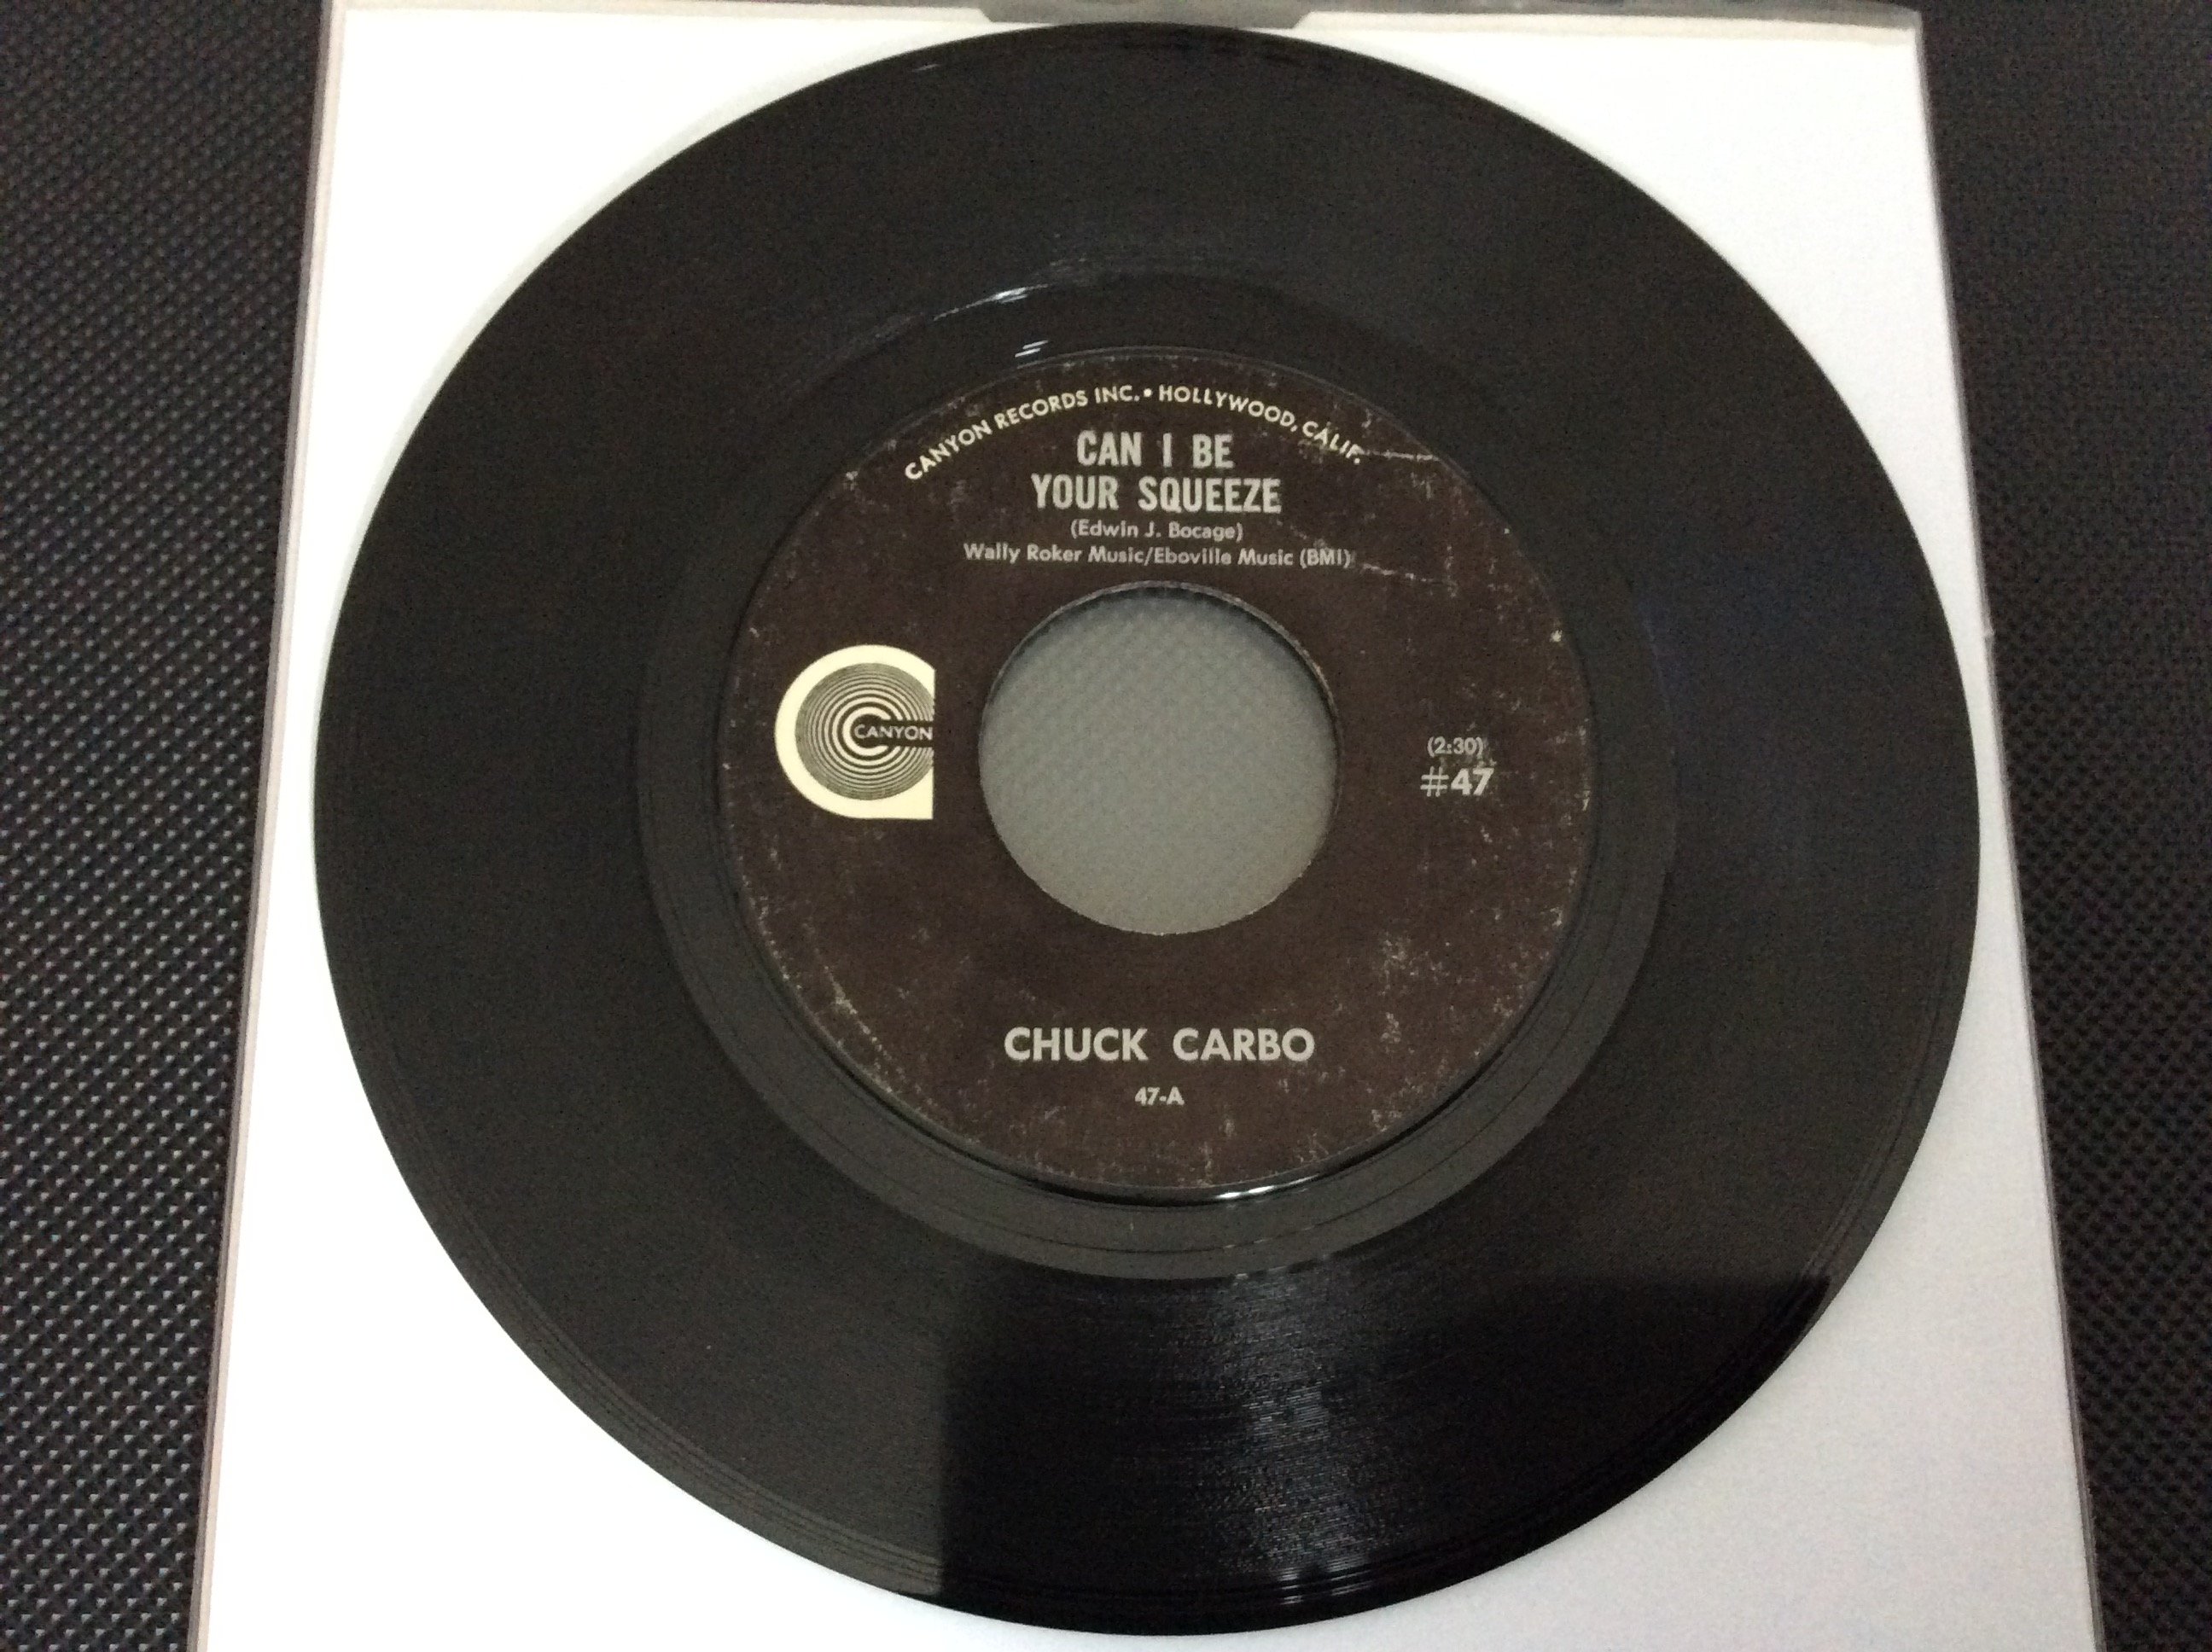 CANYON RECORDS INC. • HOLLYWOOD, CALIF.
CAN I BE
YOUR SQUEEZE
(Edwin J. Bocage)
Wally Roker Music/Eboville Music (BMI)
CANYON
(2:30)
#47
CHUCK CARBO
47-A